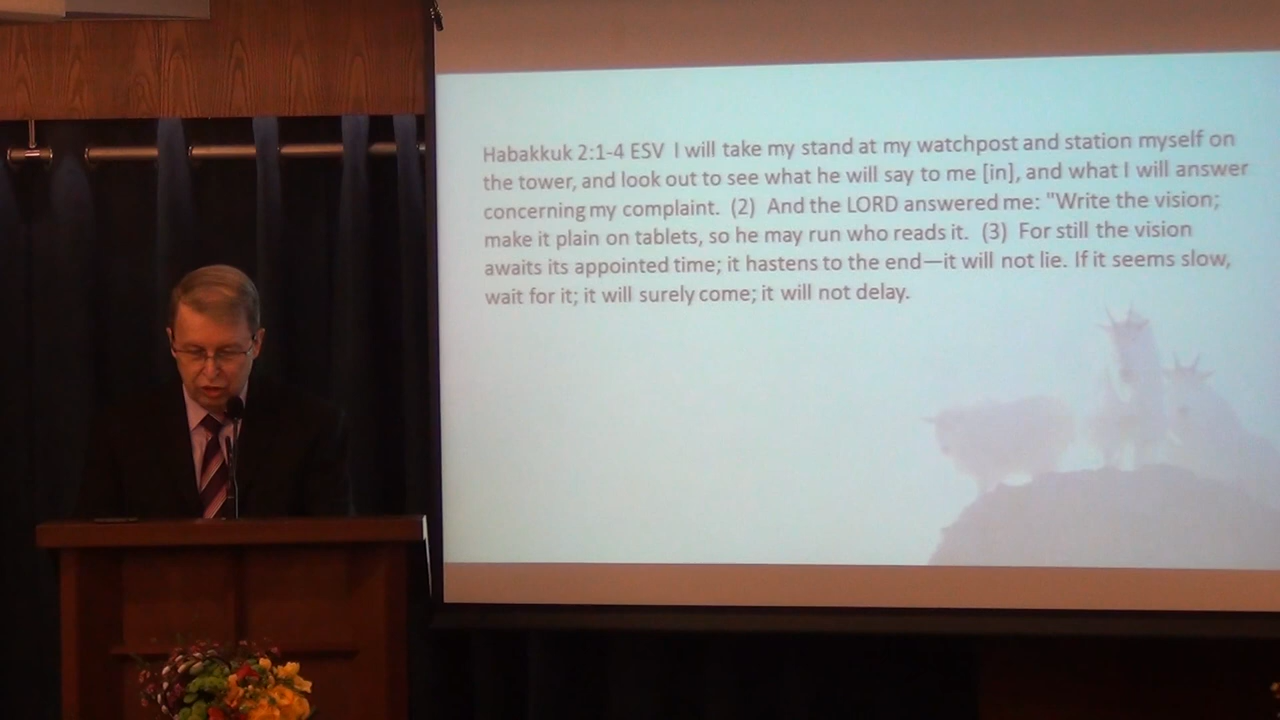 Habakkuk 2:1-4 ESV I will take my stand at my watchpost and station myself on
the tower, and look out to see what he will say to me [in], and what I will answer
concerning my complaint. (2) And the LORD answered me: "Write the vision;
make it plain on tablets, so he may run who reads it. (3) For still the vision
awaits its appointed time; it hastens to the end—it will not lie. If it seems slow,
wait for it; it will surely come; it will not delay.